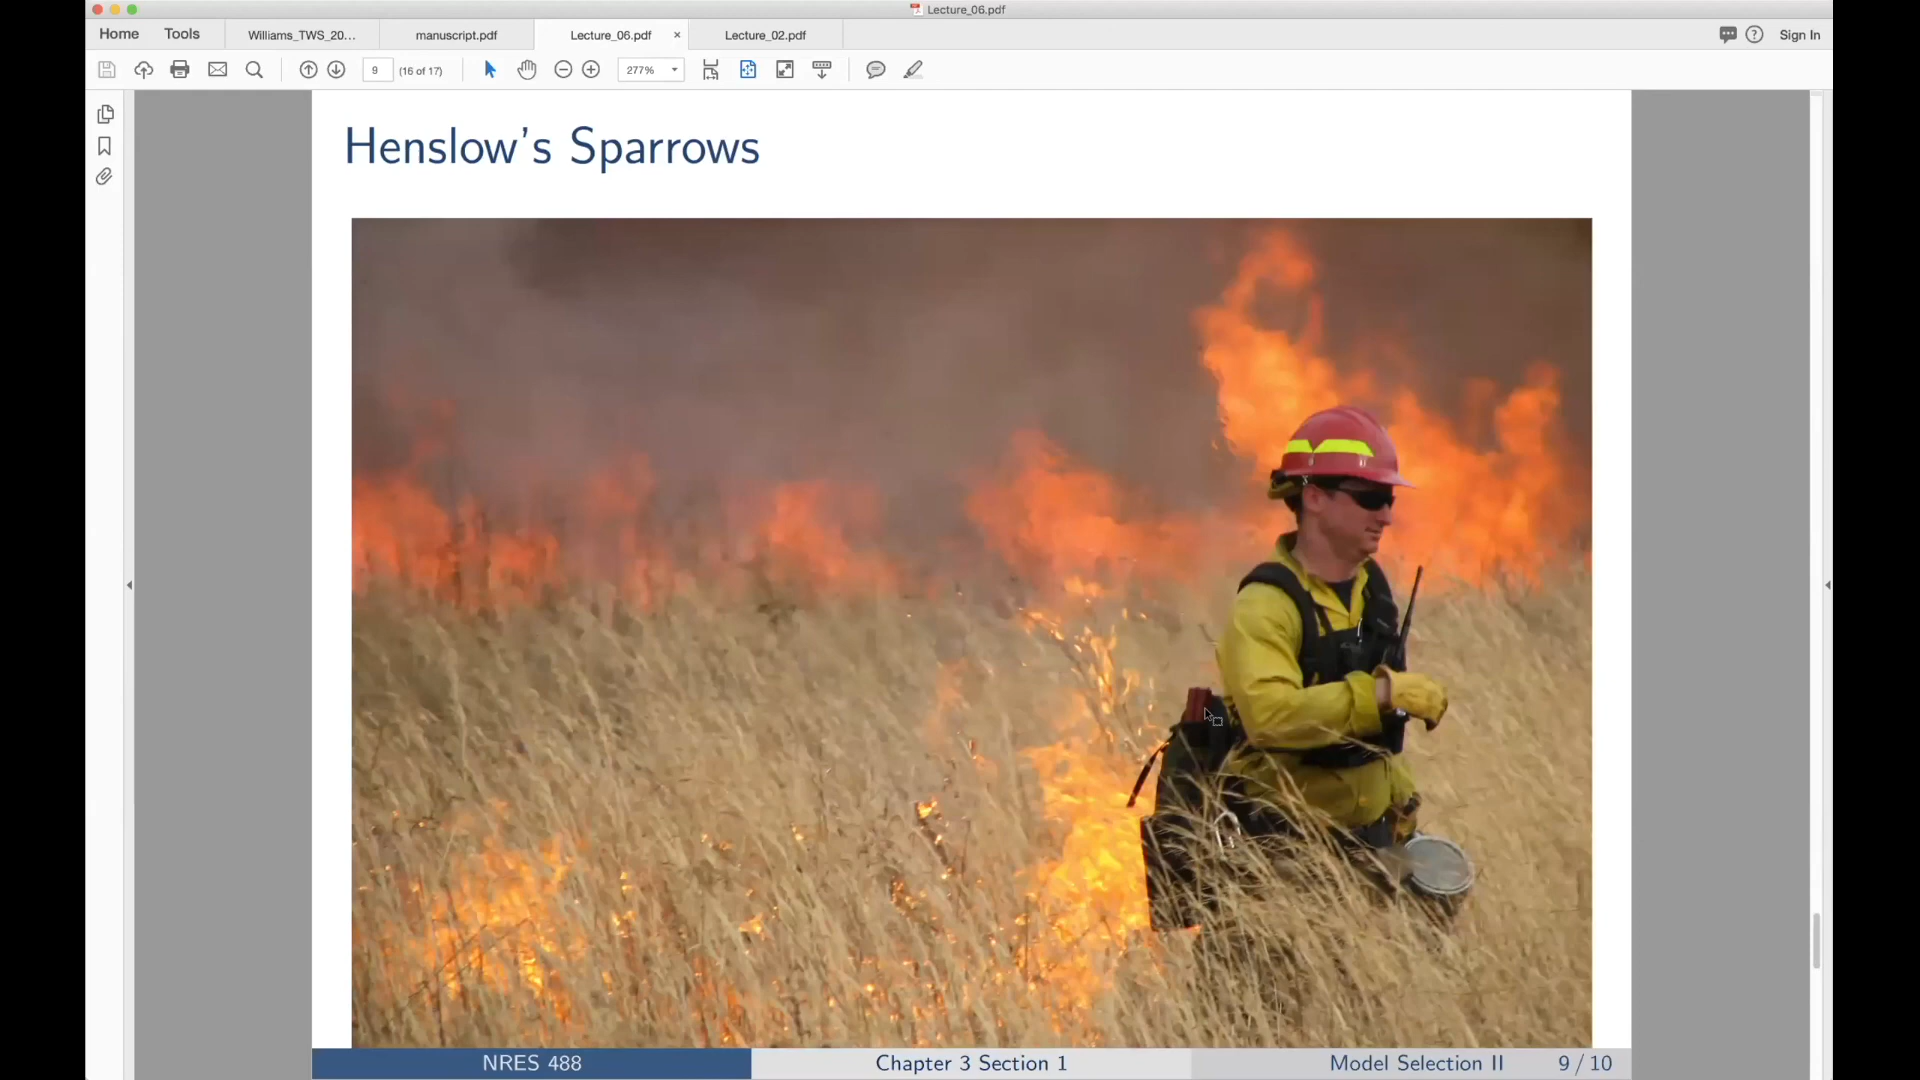 Lecture_06.pdf
Home Tools Williams_TWS_20... manuscript.pdf Lecture_06.pdf × Lecture_02.pdf Sign In
9 (16 of 17) 277%
Henslow's Sparrows
NRES 488 Chapter 3 Section 1 Model Selection II 9 / 10